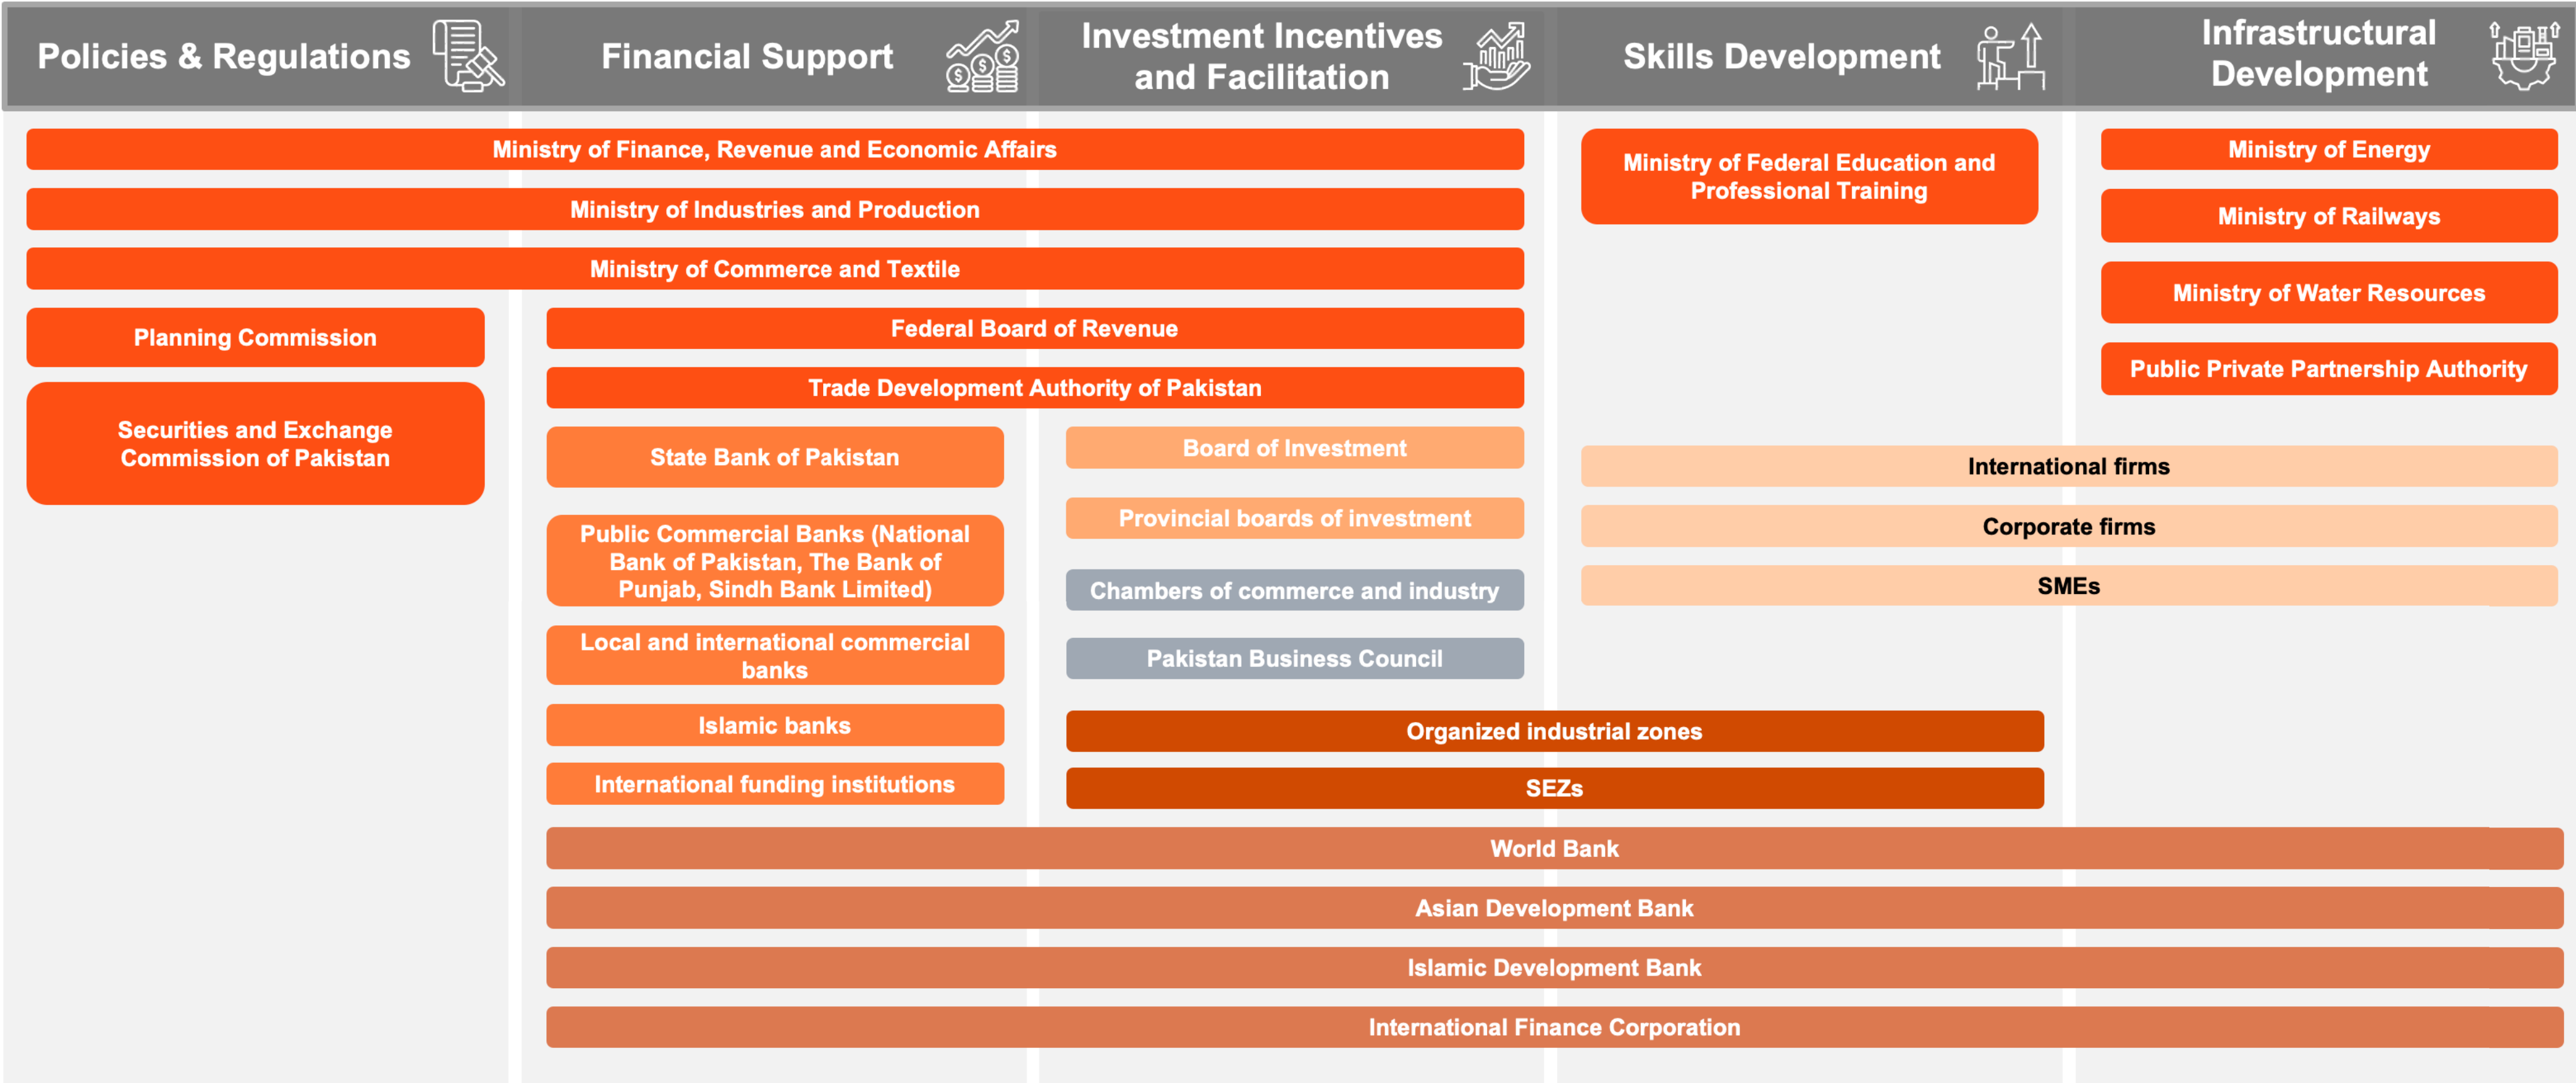 Policies & Regulations
Financial Support
Investment Incentives
and Facilitation
Skills Development
Infrastructural
Development
Ministry of Finance, Revenue and Economic Affairs
Ministry of Industries and Production
Ministry of Commerce and Textile
Planning Commission
Securities and Exchange
Commission of Pakistan
Federal Board of Revenue
Trade Development Authority of Pakistan
State Bank of Pakistan
Public Commercial Banks (National
Bank of Pakistan, The Bank of
Punjab, Sindh Bank Limited)
Local and international commercial
banks
Islamic banks
International funding institutions
Board of Investment
Provincial boards of investment
Chambers of commerce and industry
Pakistan Business Council
Organized industrial zones
SEZs
Ministry of Federal Education and
Professional Training
Ministry of Energy
Ministry of Railways
Ministry of Water Resources
Public Private Partnership Authority
International firms
Corporate firms
SMEs
World Bank
Asian Development Bank
Islamic Development Bank
International Finance Corporation